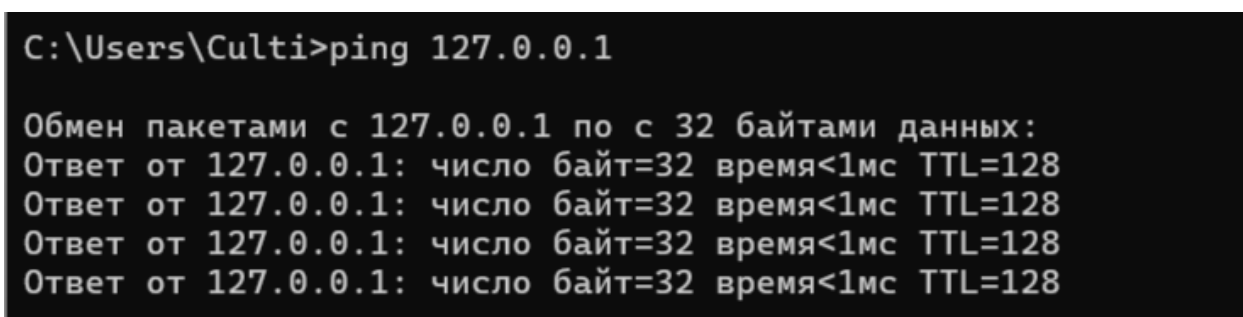 C:\Users\Culti>ping 127.0.0.1
Обмен пакетами с 127.0.0.1 по с 32 байтами данных:
Ответ от 127.0.0.1: число байт=32 время<1мс TTL=128
Ответ от 127.0.0.1: число байт=32 время<1мс TTL=128
Ответ от 127.0.0.1: число байт=32 время<1мс TTL=128
Ответ от 127.0.0.1: число байт=32 время<1мс TTL=128